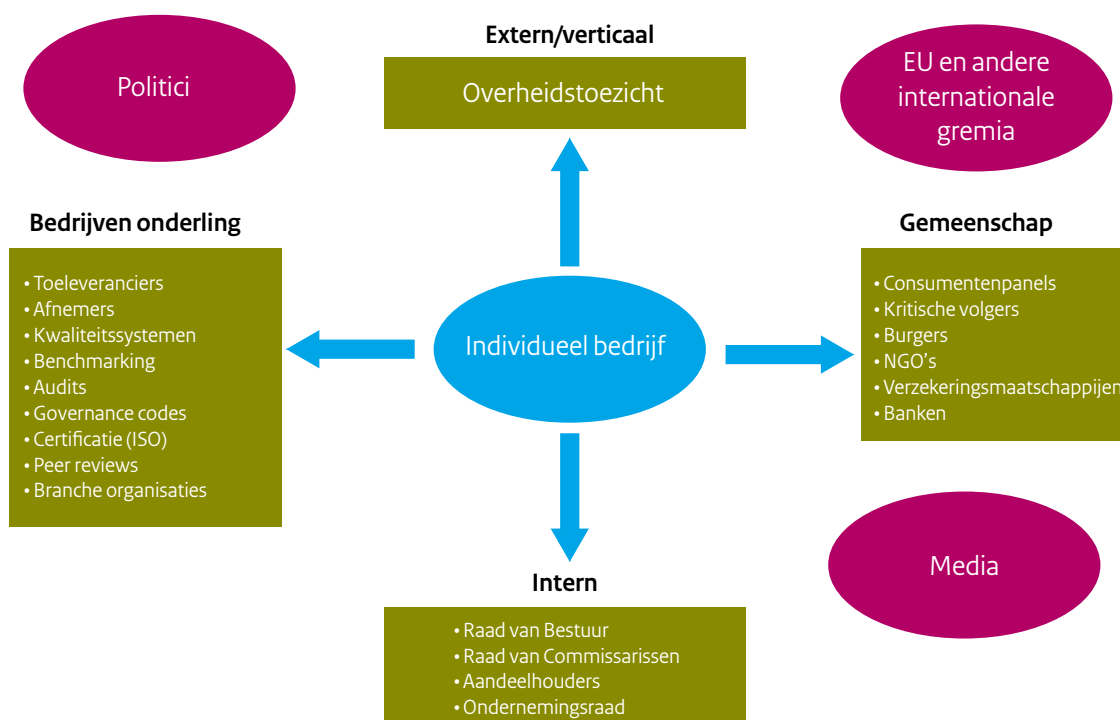 Extern/verticaal
Politici
Overheidstoezicht
EU en andere
internationale
gremia
Bedrijven onderling
• Toeleveranciers
• Afnemers
• Kwaliteitssystemen
• Benchmarking
• Audits
• Governance codes
• Certificatie (ISO)
• Peer reviews
• Branche organisaties
Individueel bedrijf
Gemeenschap
• Consumentenpanels
• Kritische volgers
• Burgers
• NGO's
• Verzekeringsmaatschappijen
• Banken
Media
Intern
• Raad van Bestuur
• Raad van Commissarissen
• Aandeelhouders
• Ondernemingsraad